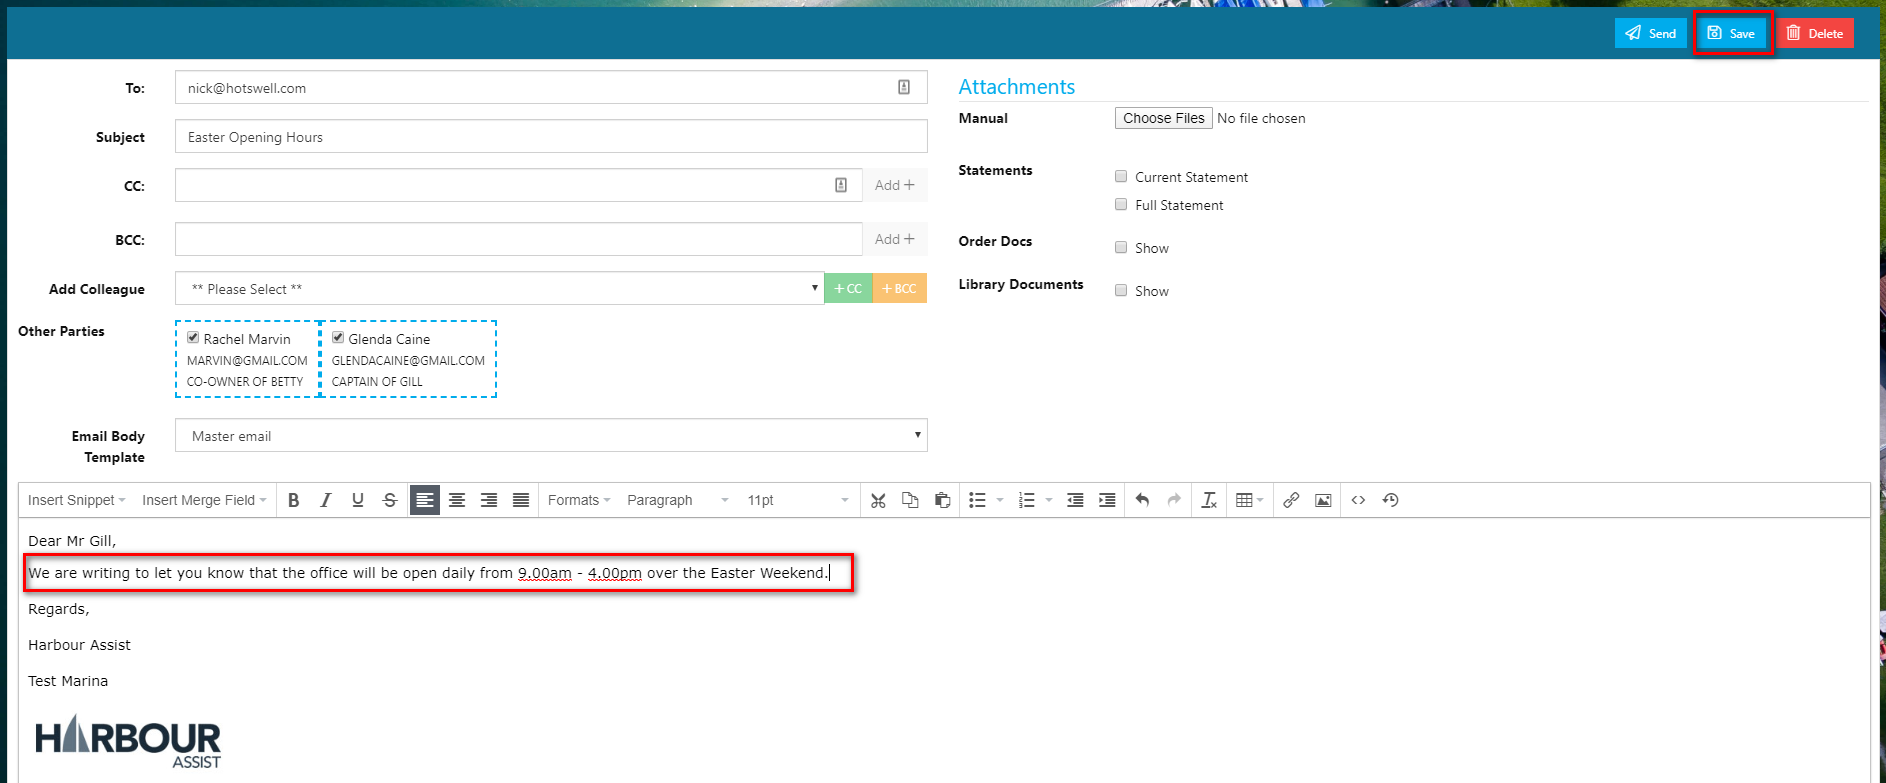 Send Save Delete
To: nick@hotswell.com
Subject Easter Opening Hours
CC: Add +
BCC: Add +
Add Colleague ** Please Select ** + CC + BCC
Other Parties
Rachel Marvin
MARVIN@GMAIL.COM
CO-OWNER OF BETTY
Glenda Caine
GLENDACAINE@GMAIL.COM
CAPTAIN OF GILL
Email Body
Template
Master email
Attachments
Manual Choose Files No file chosen
Statements Current Statement
Full Statement
Order Docs Show
Library Documents Show
Insert Snippet Insert Merge Field B I U S Formats Paragraph 11pt
Dear Mr Gill,
We are writing to let you know that the office will be open daily from 9.00am - 4.00pm over the Easter Weekend.
Regards,
Harbour Assist
Test Marina
HARBOUR
ASSIST